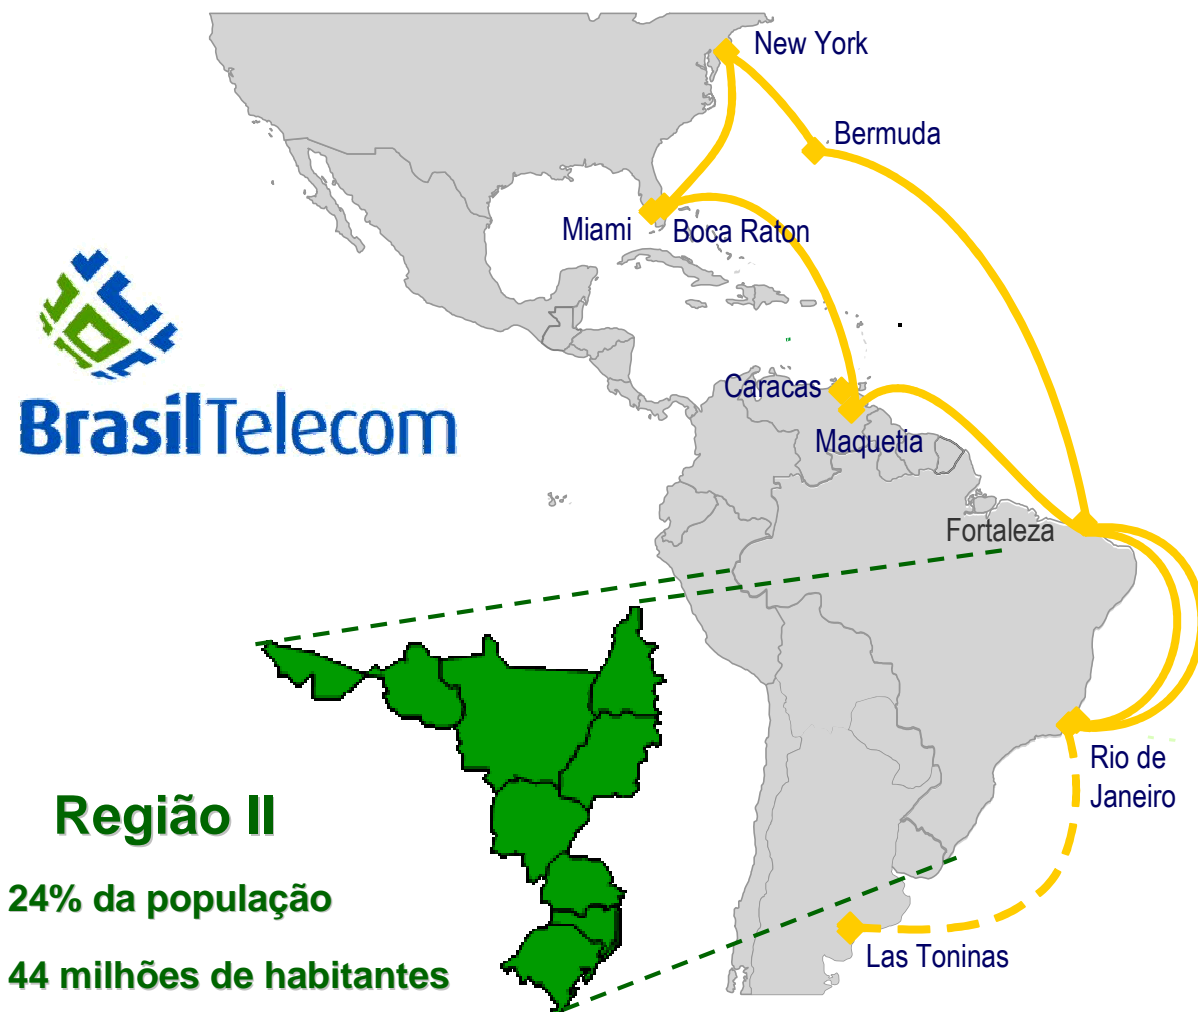 New York
Bermuda
Miami
Boca Raton
BrasilTelecom
Caracas
Maquetia
Fortaleza
Rio de
Janeiro
Região II
24% da população
Las Toninas
44 milhões de habitantes